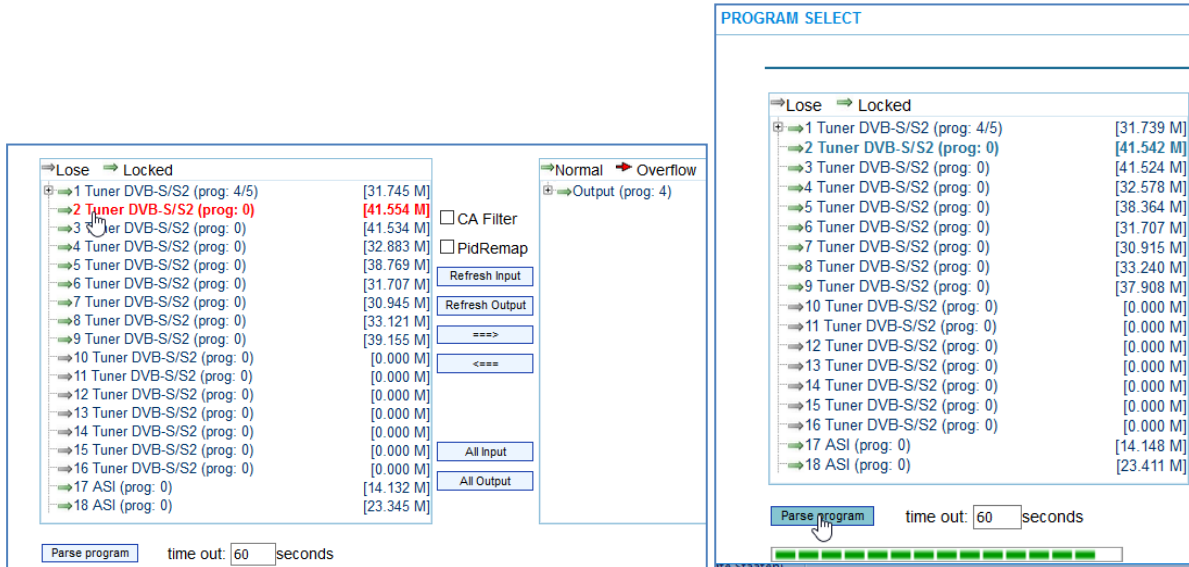 Lose Locked
1 Tuner DVB-S/S2 (prog: 4/5) [31.745 M]
2 Tuner DVB-S/S2 (prog: 0) [41.554 M]
3 Tuner DVB-S/S2 (prog: 0) [41.534 M]
4 Tuner DVB-S/S2 (prog: 0) [32.883 M]
5 Tuner DVB-S/S2 (prog: 0) [38.769 M]
6 Tuner DVB-S/S2 (prog: 0) [31.707 M]
7 Tuner DVB-S/S2 (prog: 0) [30.945 M]
8 Tuner DVB-S/S2 (prog: 0) [33.121 M]
9 Tuner DVB-S/S2 (prog: 0) [39.155 M]
10 Tuner DVB-S/S2 (prog: 0) [0.000 M]
11 Tuner DVB-S/S2 (prog: 0) [0.000 M]
12 Tuner DVB-S/S2 (prog: 0) [0.000 M]
13 Tuner DVB-S/S2 (prog: 0) [0.000 M]
14 Tuner DVB-S/S2 (prog: 0) [0.000 M]
15 Tuner DVB-S/S2 (prog: 0) [0.000 M]
16 Tuner DVB-S/S2 (prog: 0) [0.000 M]
17 ASI (prog: 0) [14.132 M]
18 ASI (prog: 0) [23.345 M]
Parse program time out: 60 seconds
CA Filter
PidRemap
Refresh Input
Refresh Output
===>
<===
All Input
All Output
Normal Overflow
Output (prog: 4)
PROGRAM SELECT
Lose Locked
1 Tuner DVB-S/S2 (prog: 4/5) [31.739 M]
2 Tuner DVB-S/S2 (prog: 0) [41.542 M]
3 Tuner DVB-S/S2 (prog: 0) [41.524 M]
4 Tuner DVB-S/S2 (prog: 0) [32.578 M]
5 Tuner DVB-S/S2 (prog: 0) [38.364 M]
6 Tuner DVB-S/S2 (prog: 0) [31.707 M]
7 Tuner DVB-S/S2 (prog: 0) [30.915 M]
8 Tuner DVB-S/S2 (prog: 0) [33.240 M]
9 Tuner DVB-S/S2 (prog: 0) [37.908 M]
10 Tuner DVB-S/S2 (prog: 0) [0.000 M]
11 Tuner DVB-S/S2 (prog: 0) [0.000 M]
12 Tuner DVB-S/S2 (prog: 0) [0.000 M]
13 Tuner DVB-S/S2 (prog: 0) [0.000 M]
14 Tuner DVB-S/S2 (prog: 0) [0.000 M]
15 Tuner DVB-S/S2 (prog: 0) [0.000 M]
16 Tuner DVB-S/S2 (prog: 0) [0.000 M]
17 ASI (prog: 0) [14.148 M]
18 ASI (prog: 0) [23.411 M]
Parse program time out: 60 seconds